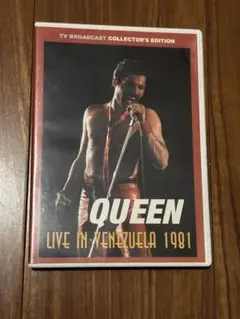 TV BROADCAST COLLECTOR'S EDITION
QUEEN
LIVE IN VENEZUELA 1981